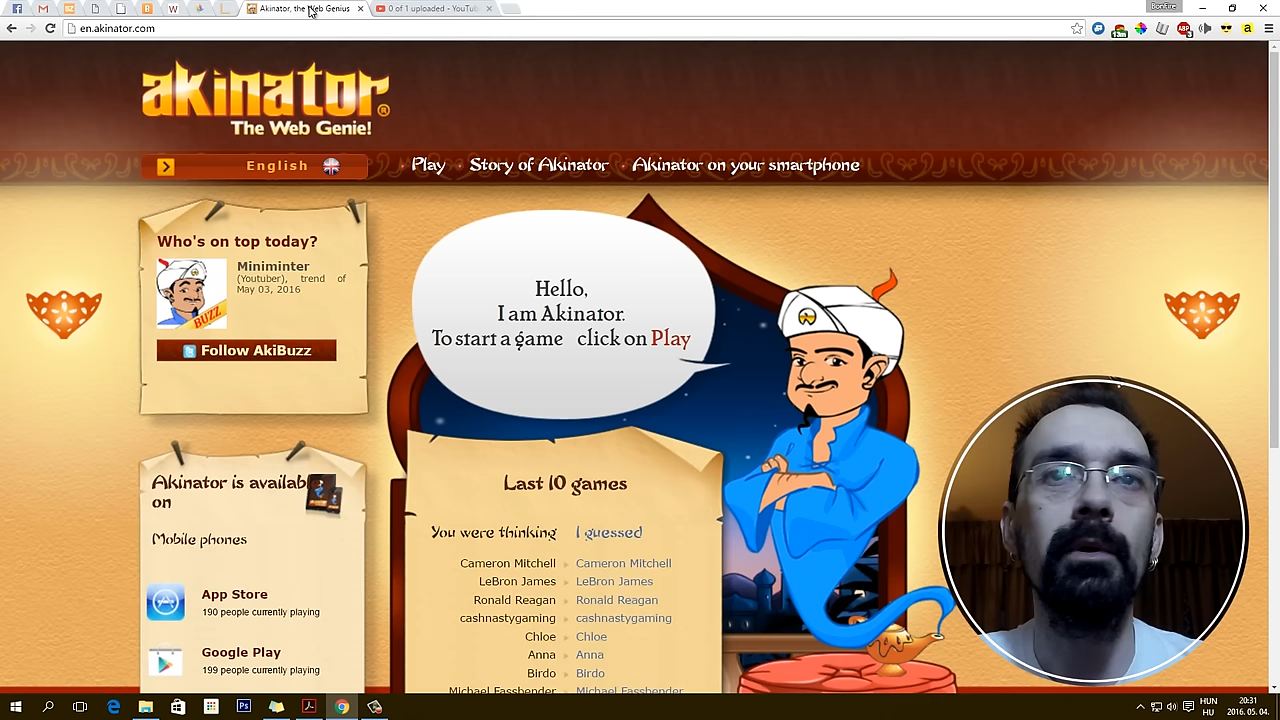 Akinator, the Web Genius
0 of 1 uploaded - YouTu
BonFire
en.akinator.com
akinator®
The Web Genie!
English
Play
Story of Akinator
Akinator on your smartphone
Who's on top today?
Miniminter
(Youtuber), trend of
May 03, 2016
BUZZ
Follow AkiBuzz
Hello,
I am Akinator.
To start a game click on Play
Akinator is availab
on
Mobile phones
App Store
190 people currently playing
Google Play
199 people currently playing
Last 10 games
You were thinking I guessed
Cameron Mitchell Cameron Mitchell
LeBron James LeBron James
Ronald Reagan Ronald Reagan
cashnastygaming cashnastygaming
Chloe Chloe
Anna Anna
Birdo Birdo
Michael Fassbender Michael Fassbender
HUN
HU
20:31
2016. 05. 04.